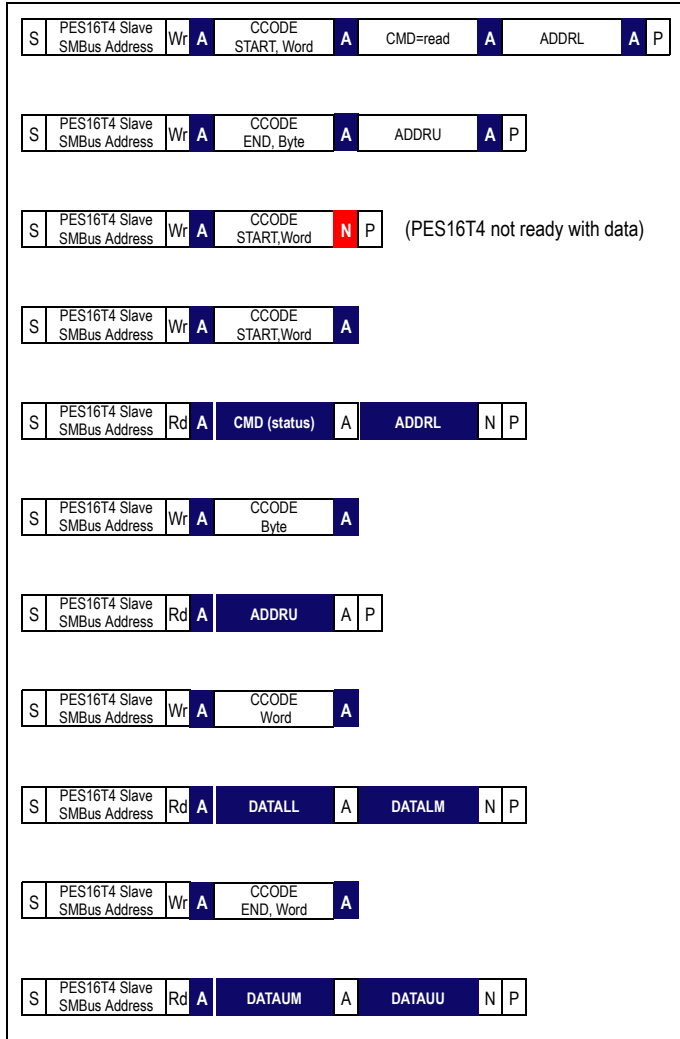 S PES16T4 Slave SMBus Address Wr A CCODE START, Word A CMD=read A ADDRL A P
S PES16T4 Slave SMBus Address Wr A CCODE END, Byte A ADDRU A P
S PES16T4 Slave SMBus Address Wr A CCODE START,Word N P (PES16T4 not ready with data)
S PES16T4 Slave SMBus Address Wr A CCODE START,Word A
S PES16T4 Slave SMBus Address Rd A CMD (status) A ADDRL N P
S PES16T4 Slave SMBus Address Wr A CCODE Byte A
S PES16T4 Slave SMBus Address Rd A ADDRU A P
S PES16T4 Slave SMBus Address Wr A CCODE Word A
S PES16T4 Slave SMBus Address Rd A DATALL A DATALM N P
S PES16T4 Slave SMBus Address Wr A CCODE END, Word A
S PES16T4 Slave SMBus Address Rd A DATAUM A DATAUU N P